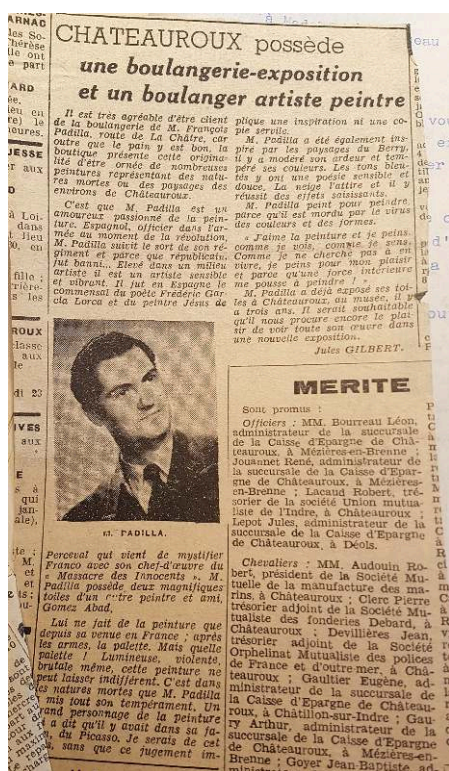 CHATEAUROUX possède
une boulangerie-exposition
et un boulanger artiste peintre
Il est très agréable d'être client
de la boulangerie de M. François
Padilla, route de La Châtre, car
outre que le pain y est bon, la
boutique présente cette origina-
lité d'être ornée de nombreuses
peintures représentant des natu-
res mortes ou des paysages des
environs de Châteauroux.
C'est que M. Padilla est un
amoureux passionné de la pein-
ture. Espagnol, officier dans l'ar-
mée au moment de la révolution,
M. Padilla suivit le sort de son ré-
giment et parce que républicain,
fut banni... Elevé dans un milieu
artiste il est un artiste sensible
et vibrant. Il fut en Espagne le
commensal du poète Frédéric Gar-
cia Lorca et du peintre Jésus de
M. PADILLA.
Perceval qui vient de mystifier
Franco avec son chef-d'œuvre du
« Massacre des Innocents ». M.
Padilla possède deux magnifiques
toiles d'un autre peintre et ami,
Gomez Abad.
Lui ne fait de la peinture que
depuis sa venue en France ; après
les armes, la palette. Mais quelle
palette ! Lumineuse, violente,
brutale même, cette peinture ne
peut laisser indifférent. C'est dans
les natures mortes que M. Padilla
mis tout son tempérament. Un
grand personnage de la peinture
a dit qu'il y avait dans sa fa-
du Picasso. Je serais de cet
, sans que ce jugement im-
plique une inspiration ni une co-
pie servile.
M. Padilla a été également ins-
piré par les paysages du Berry,
il y a modéré son ardeur et tem-
péré ses couleurs. Les tons bleu-
tés y ont une poésie sensible et
douce. La neige l'attire et il y
réussit des effets saisissants.
M. Padilla peint pour peindre,
parce qu'il est mordu par le virus
des couleurs et des formes.
« J'aime la peinture et je peins,
comme je vois, comme je sens.
Comme je ne cherche pas à en
vivre, je peins pour mon plaisir
et parce qu'une force intérieure
me pousse à peindre ! »
M. Padilla a déjà exposé ses toi-
les à Châteauroux, au musée, il y
a trois ans. Il serait souhaitable
qu'il nous procure encore le plai-
sir de voir toute son œuvre dans
une nouvelle exposition.
Jules GILBERT.
MERITE
Sont promus :
Officiers : MM. Bourreau Léon,
administrateur de la succursale
de la Caisse d'Epargne de Châ-
teauroux, à Mézières-en-Brenne ;
Jouannet René, administrateur de
la succursale de la Caisse d'Epar-
gne de Châteauroux, à Mézières-
en-Brenne ; Lacaud Robert, tré-
sorier de la société Union mutua-
liste de l'Indre, à Châteauroux ;
Lepot Jules, administrateur de la
succursale de la Caisse d'Epargne
de Châteauroux, à Déols.
Chevaliers : MM. Audouin Ro-
bert, président de la Société Mu-
tuelle de la manufacture des ma-
rins, à Châteauroux ; Clerc Pierre
trésorier adjoint de la Société Mu-
tualiste des fonderies Debard, à
Châteauroux ; Devillières Jean,
trésorier adjoint de la Société
Orphelinat Mutualiste des polices
de France et d'outre-mer, à Châ-
teauroux ; Gaultier Eugène, ad-
ministrateur de la succursale de
la Caisse d'Epargne de Château-
roux, à Châtillon-sur-Indre ; Gau-
ry Arthur, administrateur de la
succursale de la Caisse d'Epargne
de Châteauroux, à Mézières-en-
Brenne ; Goyer Jean-Baptiste